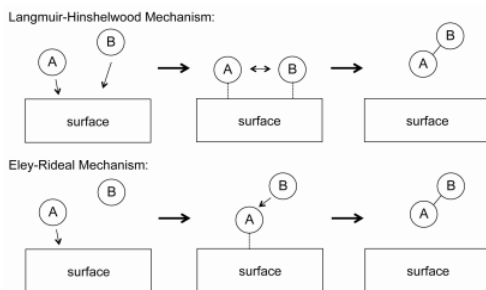 Langmuir-Hinshelwood Mechanism:
A B A B A B
surface surface surface
Eley-Rideal Mechanism:
A B A B A B
surface surface surface